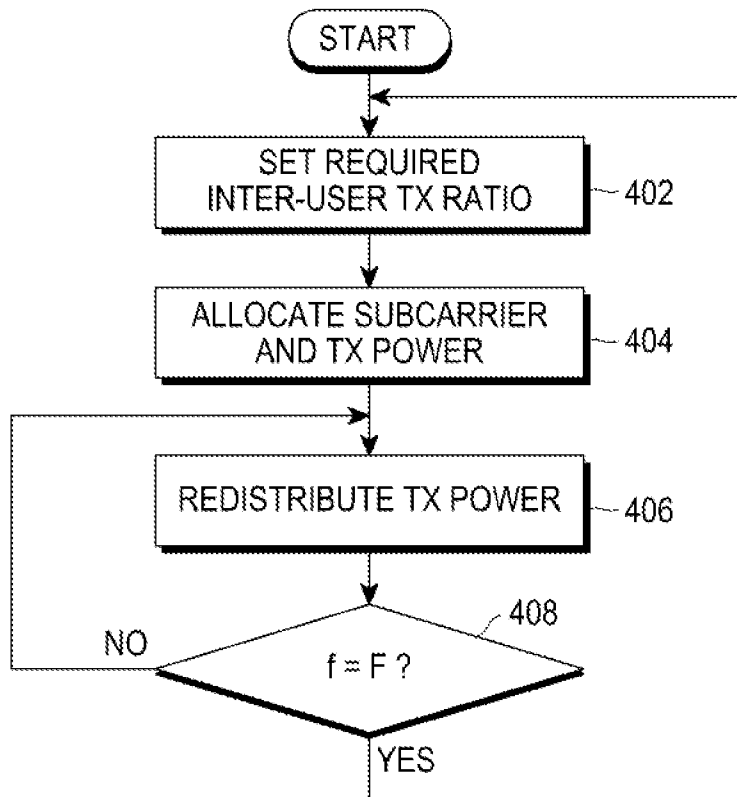 START
SET REQUIRED
INTER-USER TX RATIO
402
ALLOCATE SUBCARRIER
AND TX POWER
404
REDISTRIBUTE TX POWER
406
408
NO
f = F ?
YES